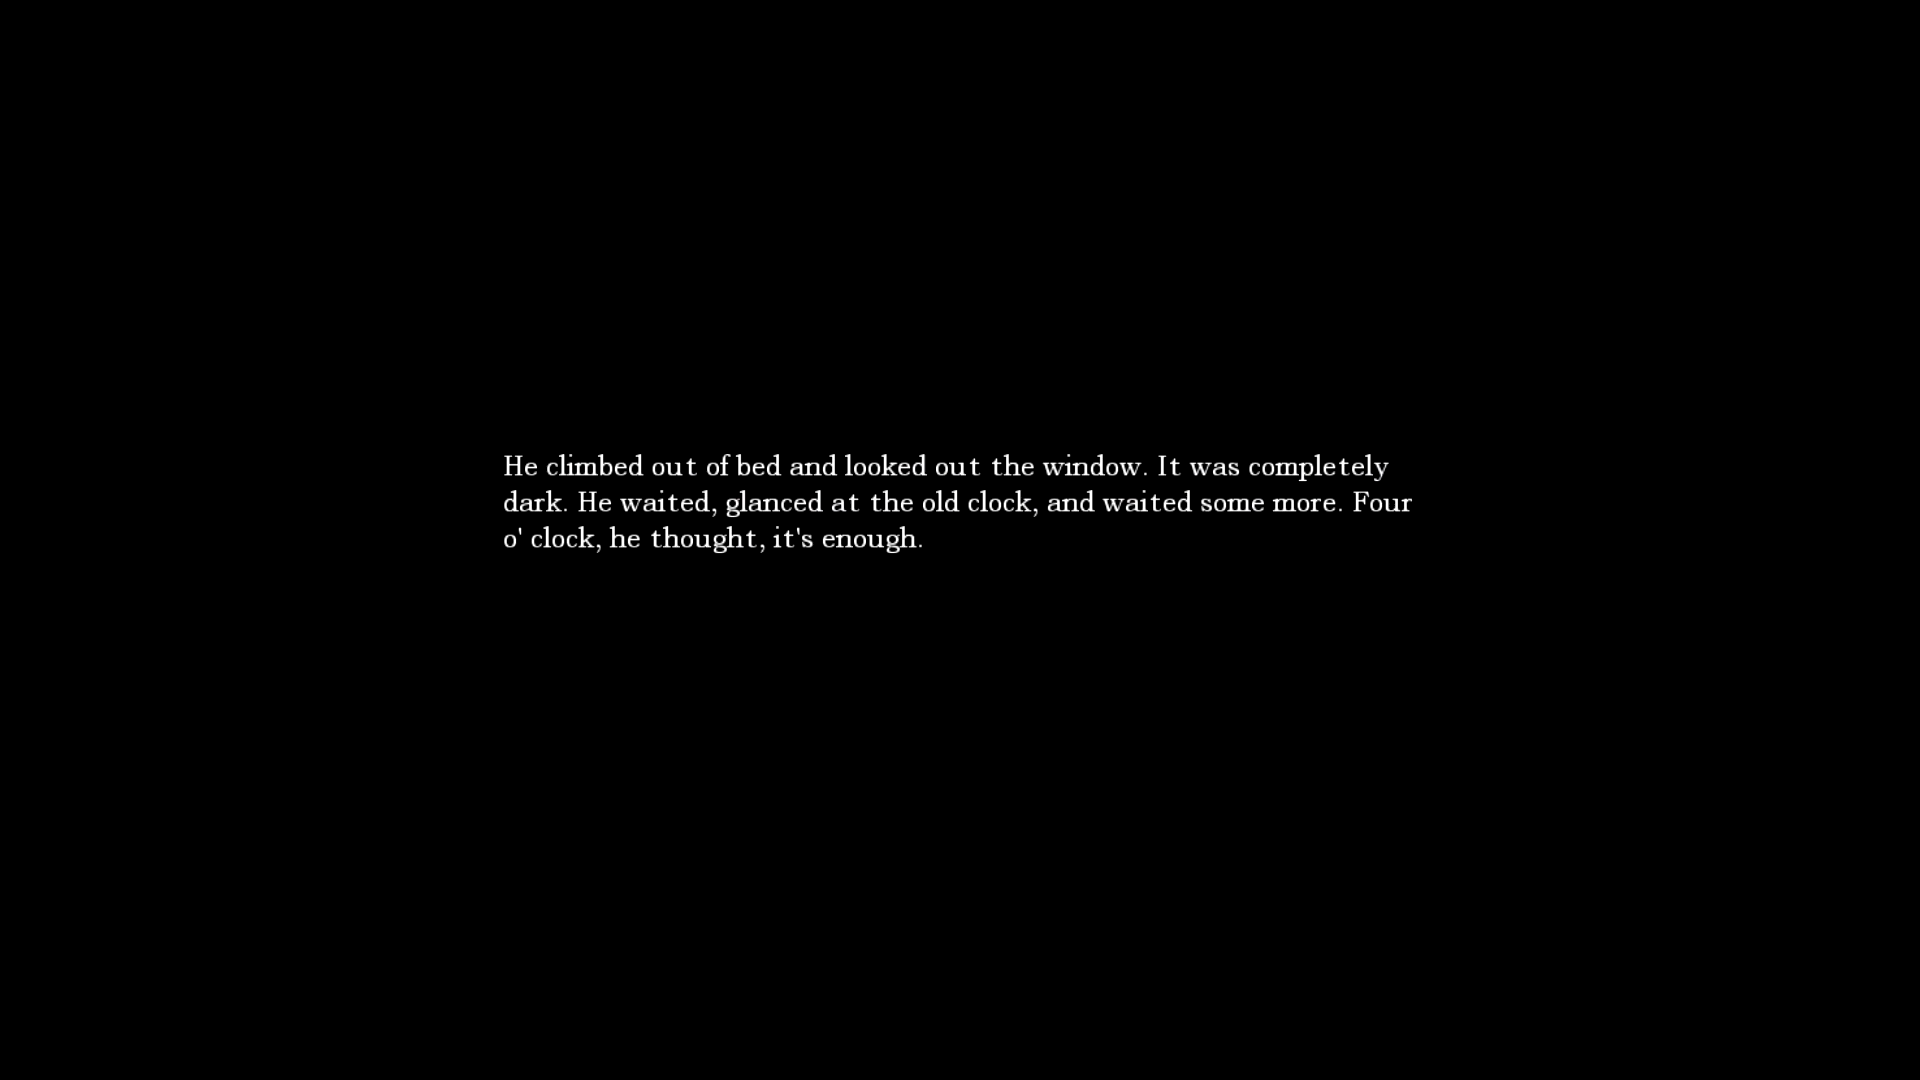 He climbed out of bed and looked out the window. It was completely
dark. He waited, glanced at the old clock, and waited some more. Four
o' clock, he thought, it's enough.